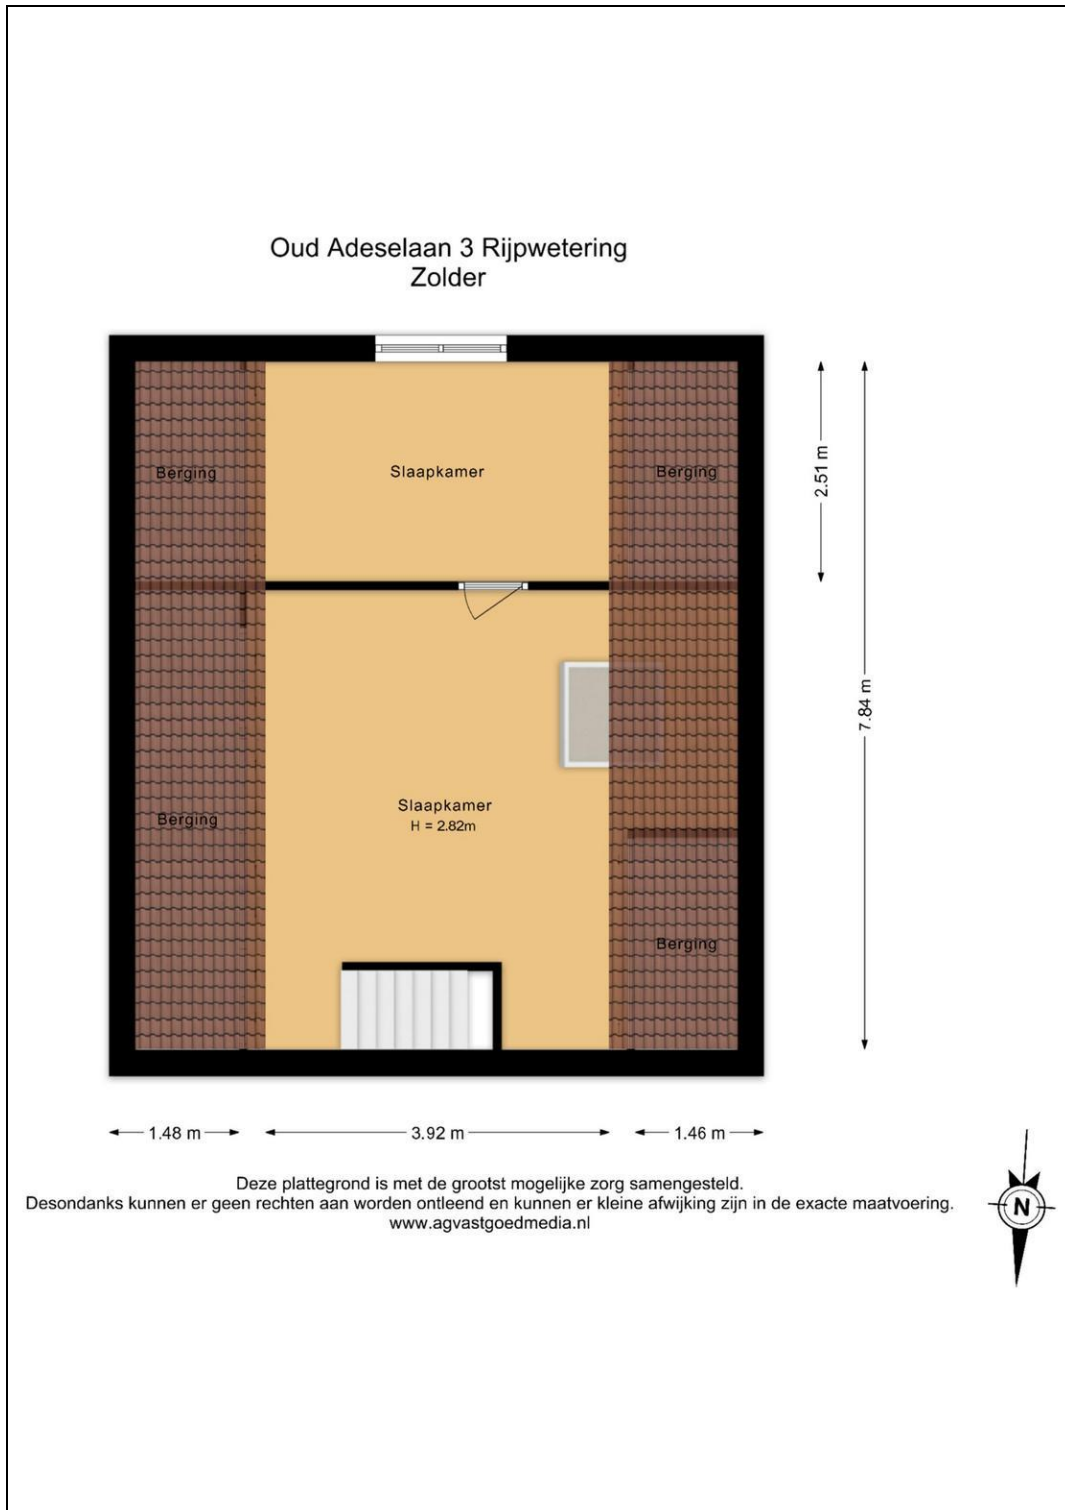 Oud Adeselaan 3 Rijpwetering
Zolder
Berging
Slaapkamer
Berging
2.51 m
7.84 m
Slaapkamer
H = 2.82m
Berging
Berging
1.48 m
3.92 m
1.46 m
Deze plattegrond is met de grootst mogelijke zorg samengesteld.
Desondanks kunnen er geen rechten aan worden ontleend en kunnen er kleine afwijking zijn in de exacte maatvoering.
www.agvastgoedmedia.nl
N